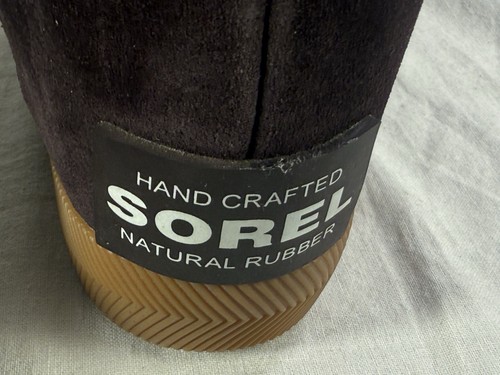 HAND CRAFTED
SOREL
NATURAL RUBBER